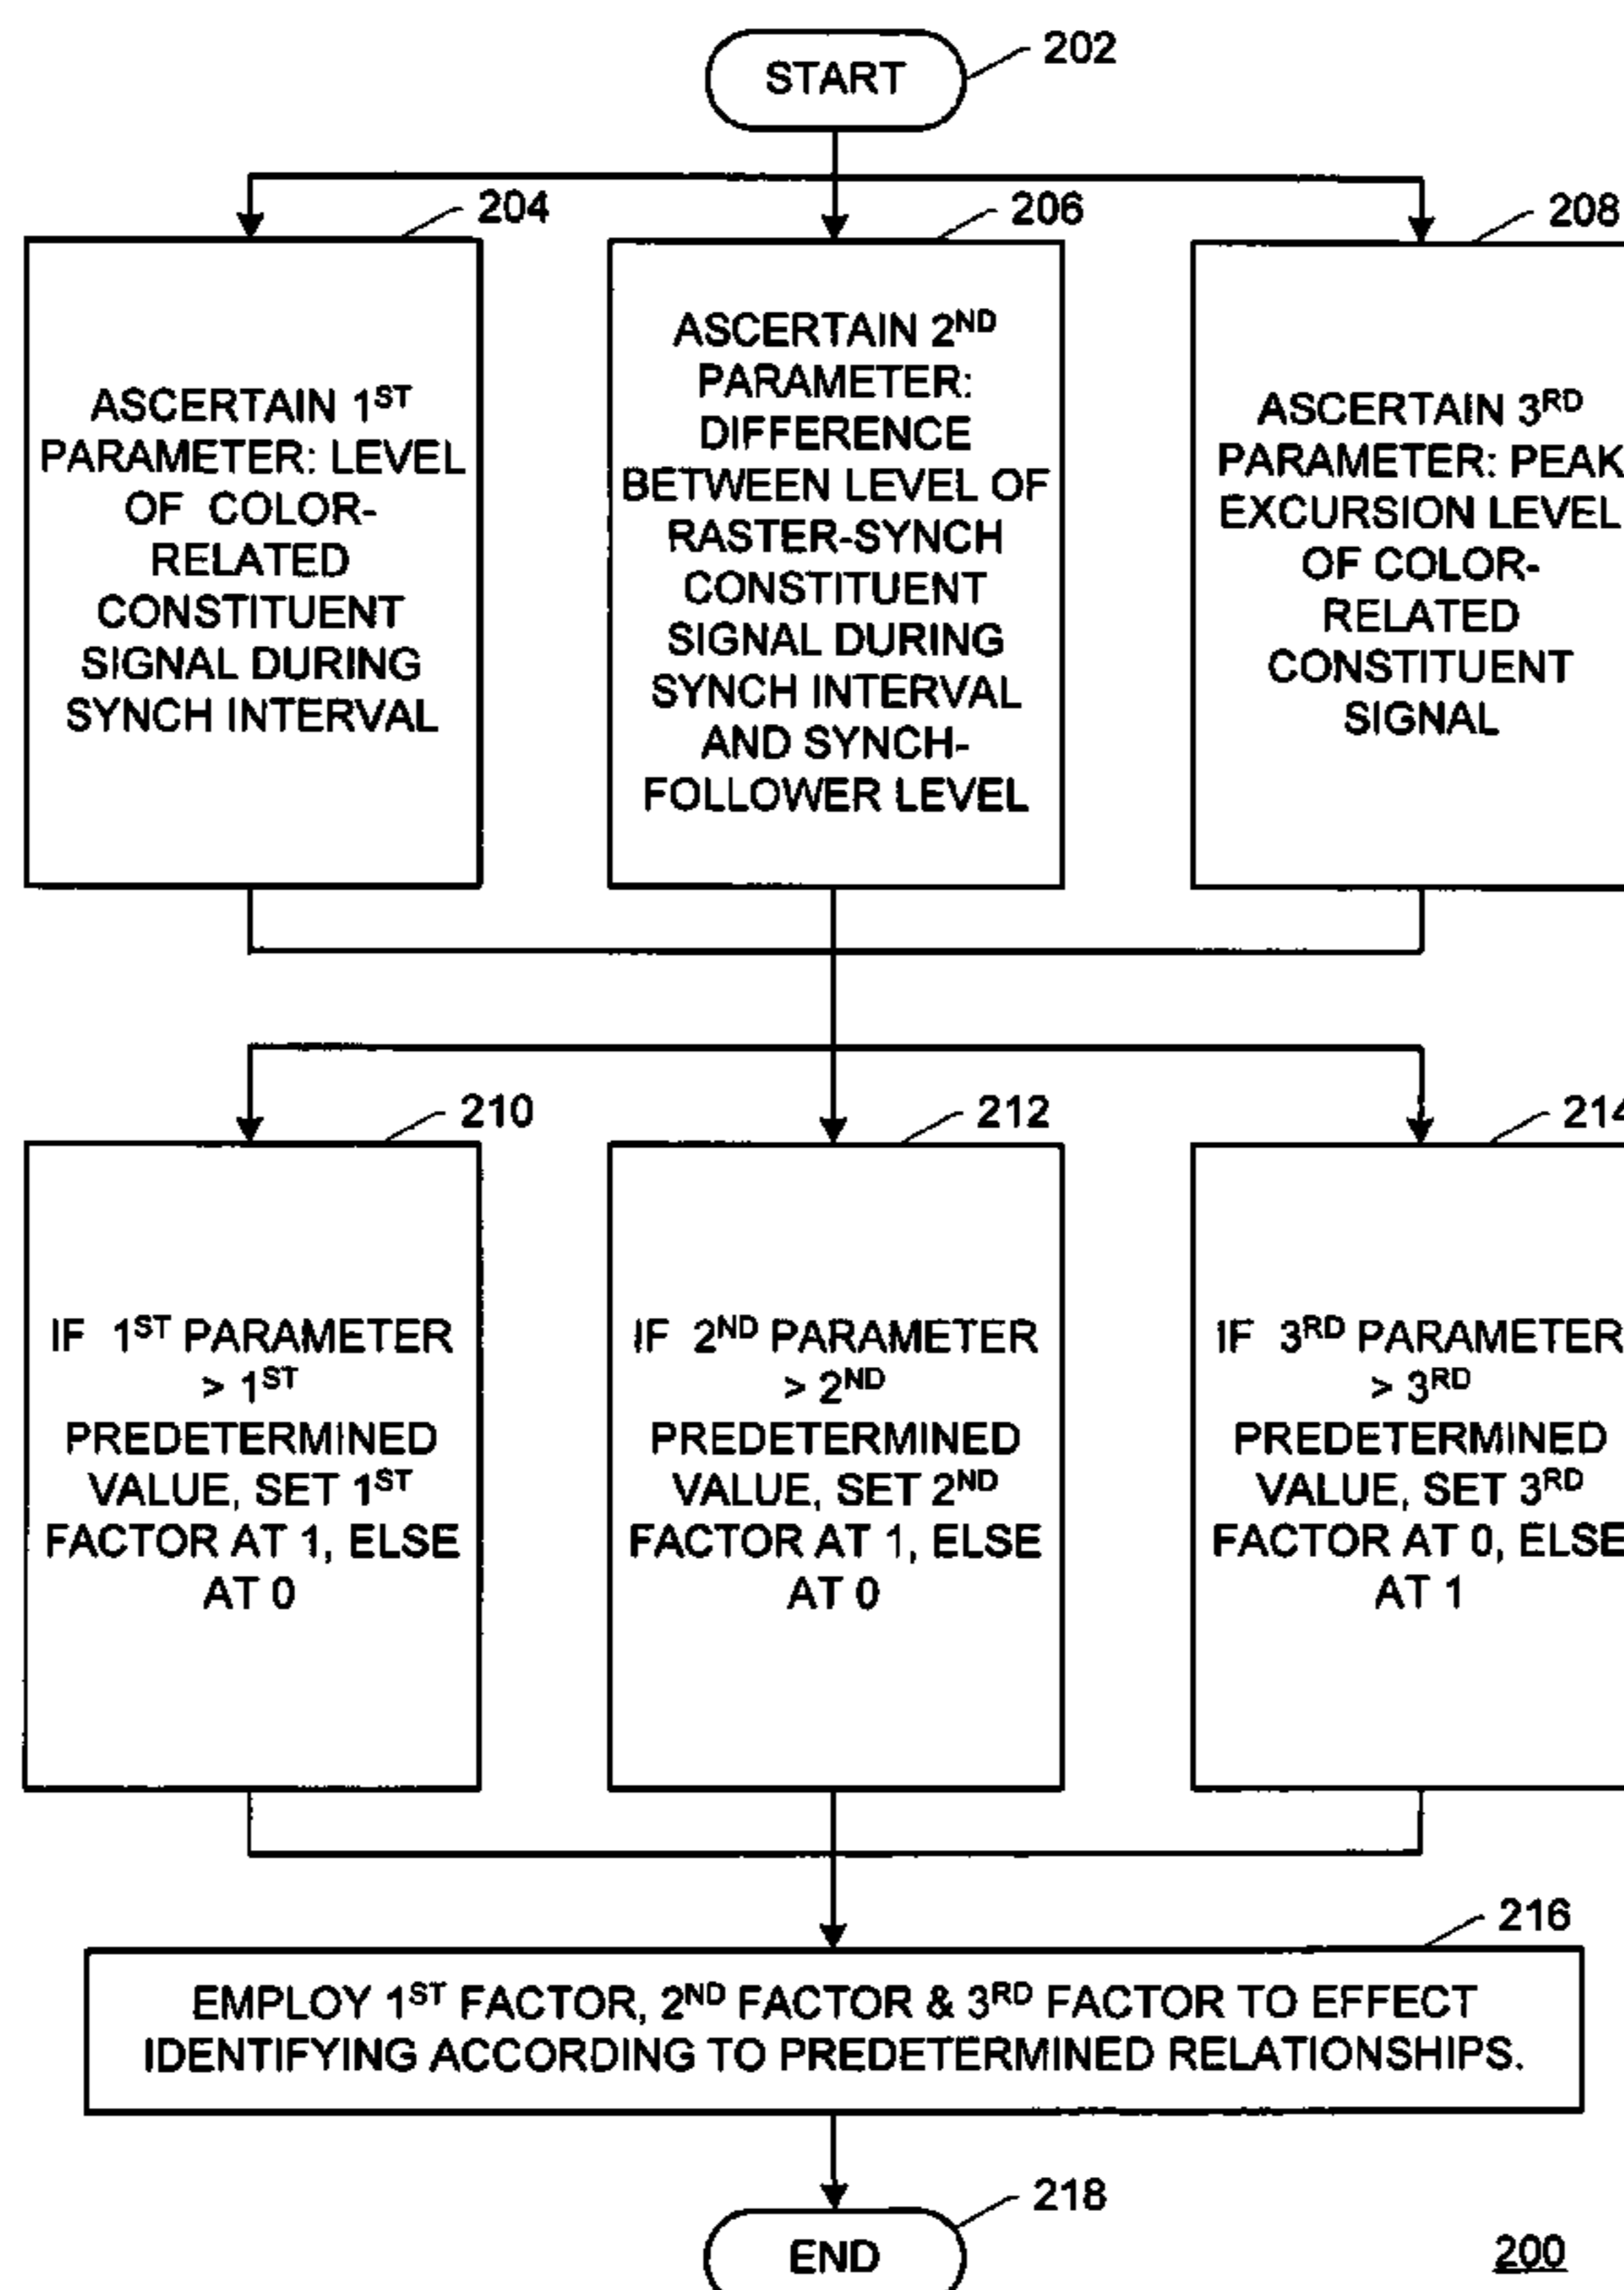 START
202
204
206
208
ASCERTAIN 1ST
PARAMETER: LEVEL
OF COLOR-
RELATED
CONSTITUENT
SIGNAL DURING
SYNCH INTERVAL
ASCERTAIN 2ND
PARAMETER:
DIFFERENCE
BETWEEN LEVEL OF
RASTER-SYNCH
CONSTITUENT
SIGNAL DURING
SYNCH INTERVAL
AND SYNCH-
FOLLOWER LEVEL
ASCERTAIN 3RD
PARAMETER: PEAK
EXCURSION LEVEL
OF COLOR-
RELATED
CONSTITUENT
SIGNAL
210
212
214
IF 1ST PARAMETER
> 1ST
PREDETERMINED
VALUE, SET 1ST
FACTOR AT 1, ELSE
AT 0
IF 2ND PARAMETER
> 2ND
PREDETERMINED
VALUE, SET 2ND
FACTOR AT 1, ELSE
AT 0
IF 3RD PARAMETER
> 3RD
PREDETERMINED
VALUE, SET 3RD
FACTOR AT 0, ELSE
AT 1
216
EMPLOY 1ST FACTOR, 2ND FACTOR & 3RD FACTOR TO EFFECT
IDENTIFYING ACCORDING TO PREDETERMINED RELATIONSHIPS.
218
END
200